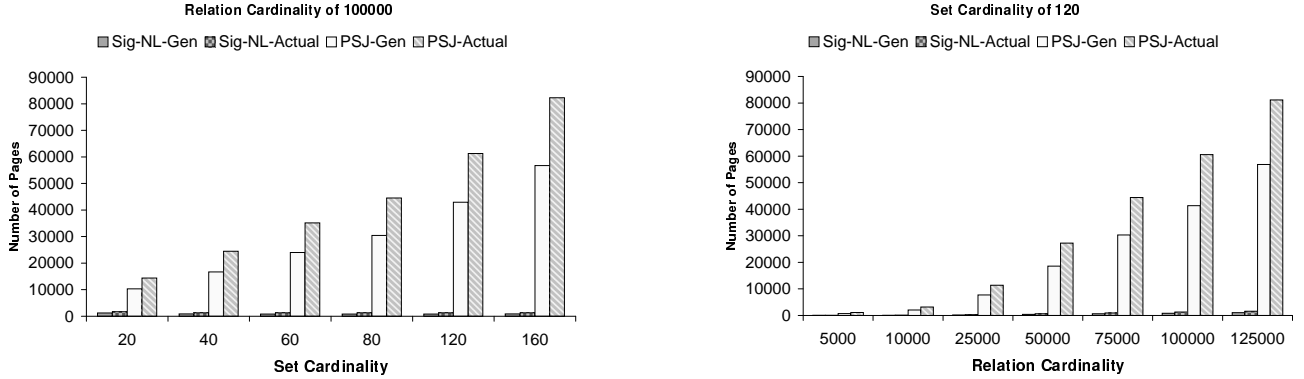 Relation Cardinality of 100000
Sig-NL-Gen Sig-NL-Actual PSJ-Gen PSJ-Actual
90000
80000
70000
60000
50000
40000
30000
20000
10000
0
Number of Pages
20 40 60 80 120 160
Set Cardinality
Set Cardinality of 120
Sig-NL-Gen Sig-NL-Actual PSJ-Gen PSJ-Actual
90000
80000
70000
60000
50000
40000
30000
20000
10000
0
Number of Pages
5000 10000 25000 50000 75000 100000 125000
Relation Cardinality